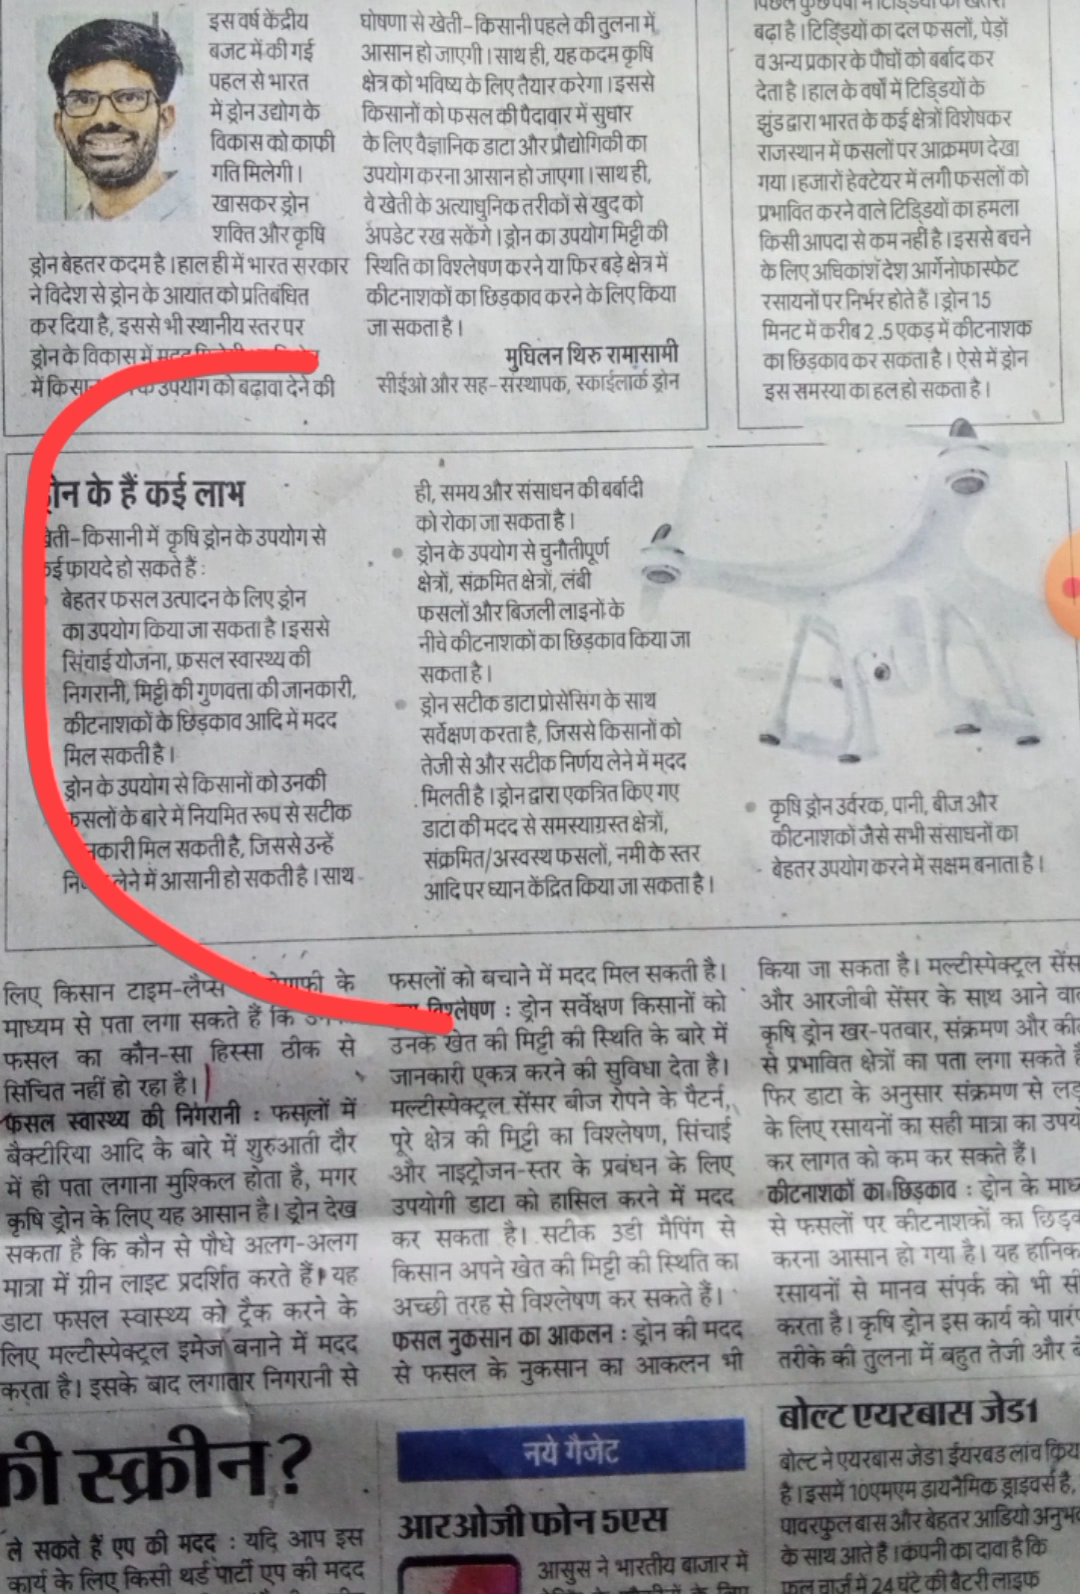 इस वर्ष केंद्रीय
बजट में की गई
पहल से भारत
में ड्रोन उद्योग के
विकास को काफी
गति मिलेगी।
खासकर ड्रोन
शक्ति और कृषि
ड्रोन बेहतर कदम है। हाल ही में भारत सरकार
ने विदेश से ड्रोन के आयात को प्रतिबंधित
कर दिया है, इससे भी स्थानीय स्तर पर
ड्रोन के विकास में मदद
में किसान के उपयोग को बढ़ावा देने की
घोषणा से खेती-किसानी पहले की तुलना में
आसान हो जाएगी। साथ ही, यह कदम कृषि
क्षेत्र को भविष्य के लिए तैयार करेगा। इससे
किसानों को फसल की पैदावार में सुधार
के लिए वैज्ञानिक डाटा और प्रौद्योगिकी का
उपयोग करना आसान हो जाएगा। साथ ही,
वे खेती के अत्याधुनिक तरीकों से खुद को
अपडेट रख सकेंगे। ड्रोन का उपयोग मिट्टी की
स्थिति का विश्लेषण करने या फिर बड़े क्षेत्र में
कीटनाशकों का छिड़काव करने के लिए किया
जा सकता है।
मुघिलन थिरु रामासामी
सीईओ और सह-संस्थापक, स्काईलार्क ड्रोन
बढ़ा है। टिड्डियों का दल फसलों, पेड़ों
व अन्य प्रकार के पौधों को बर्बाद कर
देता है। हाल के वर्षों में टिड्डियों के
झुंड द्वारा भारत के कई क्षेत्रों विशेषकर
राजस्थान में फसलों पर आक्रमण देखा
गया। हजारों हेक्टेयर में लगी फसलों को
प्रभावित करने वाले टिड्डियों का हमला
किसी आपदा से कम नहीं है। इससे बचने
के लिए अधिकांश देश आर्गेनोफास्फेट
रसायनों पर निर्भर होते हैं। ड्रोन 15
मिनट में करीब 2.5 एकड़ में कीटनाशक
का छिड़काव कर सकता है। ऐसे में ड्रोन
इस समस्या का हल हो सकता है।
ड्रोन के हैं कई लाभ
खेती-किसानी में कृषि ड्रोन के उपयोग से
कई फायदे हो सकते हैं :
बेहतर फसल उत्पादन के लिए ड्रोन
का उपयोग किया जा सकता है। इससे
सिंचाई योजना, फसल स्वास्थ्य की
निगरानी, मिट्टी की गुणवत्ता की जानकारी,
कीटनाशकों के छिड़काव आदि में मदद
मिल सकती है।
ड्रोन के उपयोग से किसानों को उनकी
फसलों के बारे में नियमित रूप से सटीक
जानकारी मिल सकती है, जिससे उन्हें
लेने में आसानी हो सकती है। साथ
ही, समय और संसाधन की बर्बादी
को रोका जा सकता है।
• ड्रोन के उपयोग से चुनौतीपूर्ण
क्षेत्रों, संक्रमित क्षेत्रों, लंबी
फसलों और बिजली लाइनों के
नीचे कीटनाशकों का छिड़काव किया जा
सकता है।
• ड्रोन सटीक डाटा प्रोसेसिंग के साथ
सर्वेक्षण करता है, जिससे किसानों को
तेजी से और सटीक निर्णय लेने में मदद
मिलती है। ड्रोन द्वारा एकत्रित किए गए
डाटा की मदद से समस्याग्रस्त क्षेत्रों,
संक्रमित/अस्वस्थ फसलों, नमी के स्तर
आदि पर ध्यान केंद्रित किया जा सकता है।
• कृषि ड्रोन उर्वरक, पानी, बीज और
कीटनाशकों जैसे सभी संसाधनों का
बेहतर उपयोग करने में सक्षम बनाता है।
लिए किसान टाइम-लैप्स के
माध्यम से पता लगा सकते हैं कि
फसल का कौन-सा हिस्सा ठीक से
सिंचित नहीं हो रहा है।
फसल स्वास्थ्य की निगरानी : फसलों में
बैक्टीरिया आदि के बारे में शुरुआती दौर
में ही पता लगाना मुश्किल होता है, मगर
कृषि ड्रोन के लिए यह आसान है। ड्रोन देख
सकता है कि कौन से पौधे अलग-अलग
मात्रा में ग्रीन लाइट प्रदर्शित करते हैं। यह
डाटा फसल स्वास्थ्य को ट्रैक करने के
लिए मल्टीस्पेक्ट्रल इमेज बनाने में मदद
करता है। इसके बाद लगातार निगरानी से
फसलों को बचाने में मदद मिल सकती है।
विश्लेषण : ड्रोन सर्वेक्षण किसानों को
उनके खेत की मिट्टी की स्थिति के बारे में
जानकारी एकत्र करने की सुविधा देता है।
मल्टीस्पेक्ट्रल सेंसर बीज रोपने के पैटर्न,
पूरे क्षेत्र की मिट्टी का विश्लेषण, सिंचाई
और नाइट्रोजन-स्तर के प्रबंधन के लिए
उपयोगी डाटा को हासिल करने में मदद
कर सकता है। सटीक 3डी मैपिंग से
किसान अपने खेत की मिट्टी की स्थिति का
अच्छी तरह से विश्लेषण कर सकते हैं।
फसल नुकसान का आकलन : ड्रोन की मदद
से फसल के नुकसान का आकलन भी
किया जा सकता है। मल्टीस्पेक्ट्रल सेंस
और आरजीबी सेंसर के साथ आने वा
कृषि ड्रोन खर-पतवार, संक्रमण और
से प्रभावित क्षेत्रों का पता लगा सकते
फिर डाटा के अनुसार संक्रमण से
के लिए रसायनों का सही मात्रा का
कर लागत को कम कर सकते हैं।
कीटनाशकों का छिड़काव : ड्रोन के
से फसलों पर कीटनाशकों का
करना आसान हो गया है। यह
रसायनों से मानव संपर्क को भी
करता है। कृषि ड्रोन इस कार्य को
तरीके की तुलना में बहुत तेजी और
की स्क्रीन?
ले सकते हैं एप की मदद : यदि आप इस
कार्य के लिए किसी थर्ड पार्टी एप की मदद
नये गैजेट
आरओजी फोन 5एस
आसुस ने भारतीय बाजार में
बोल्ट एयरबास जेड1
बोल्ट ने एयरबास जेड1 ईयरबड लांच
है। इसमें 10एमएम डायनैमिक ड्राइवर्स है,
पावरफुल बास और बेहतर आडियो
के साथ आते हैं। कंपनी का दावा है कि
फुल चार्ज में 24 घंटे की बैटरी लाइफ